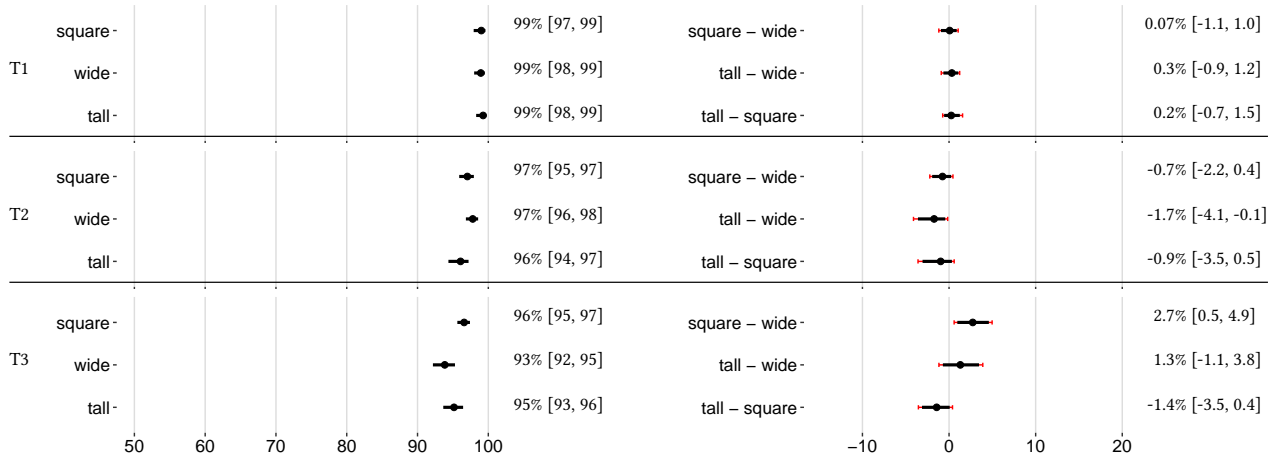 square 99% [97, 99] square – wide 0.07% [-1.1, 1.0]
T1 wide 99% [98, 99] tall – wide 0.3% [-0.9, 1.2]
tall 99% [98, 99] tall – square 0.2% [-0.7, 1.5]
square 97% [95, 97] square – wide -0.7% [-2.2, 0.4]
T2 wide 97% [96, 98] tall – wide -1.7% [-4.1, -0.1]
tall 96% [94, 97] tall – square -0.9% [-3.5, 0.5]
square 96% [95, 97] square – wide 2.7% [0.5, 4.9]
T3 wide 93% [92, 95] tall – wide 1.3% [-1.1, 3.8]
tall 95% [93, 96] tall – square -1.4% [-3.5, 0.4]
50 60 70 80 90 100 −10 0 10 20